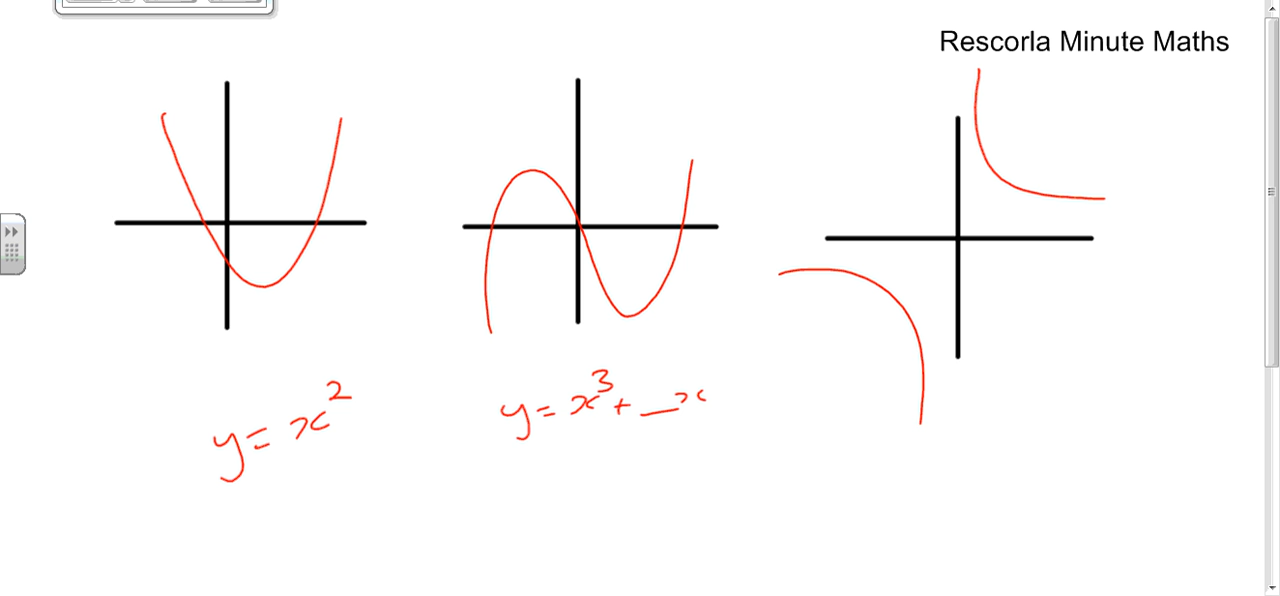 Rescorla Minute Maths
y = x²
y = x³ + _x